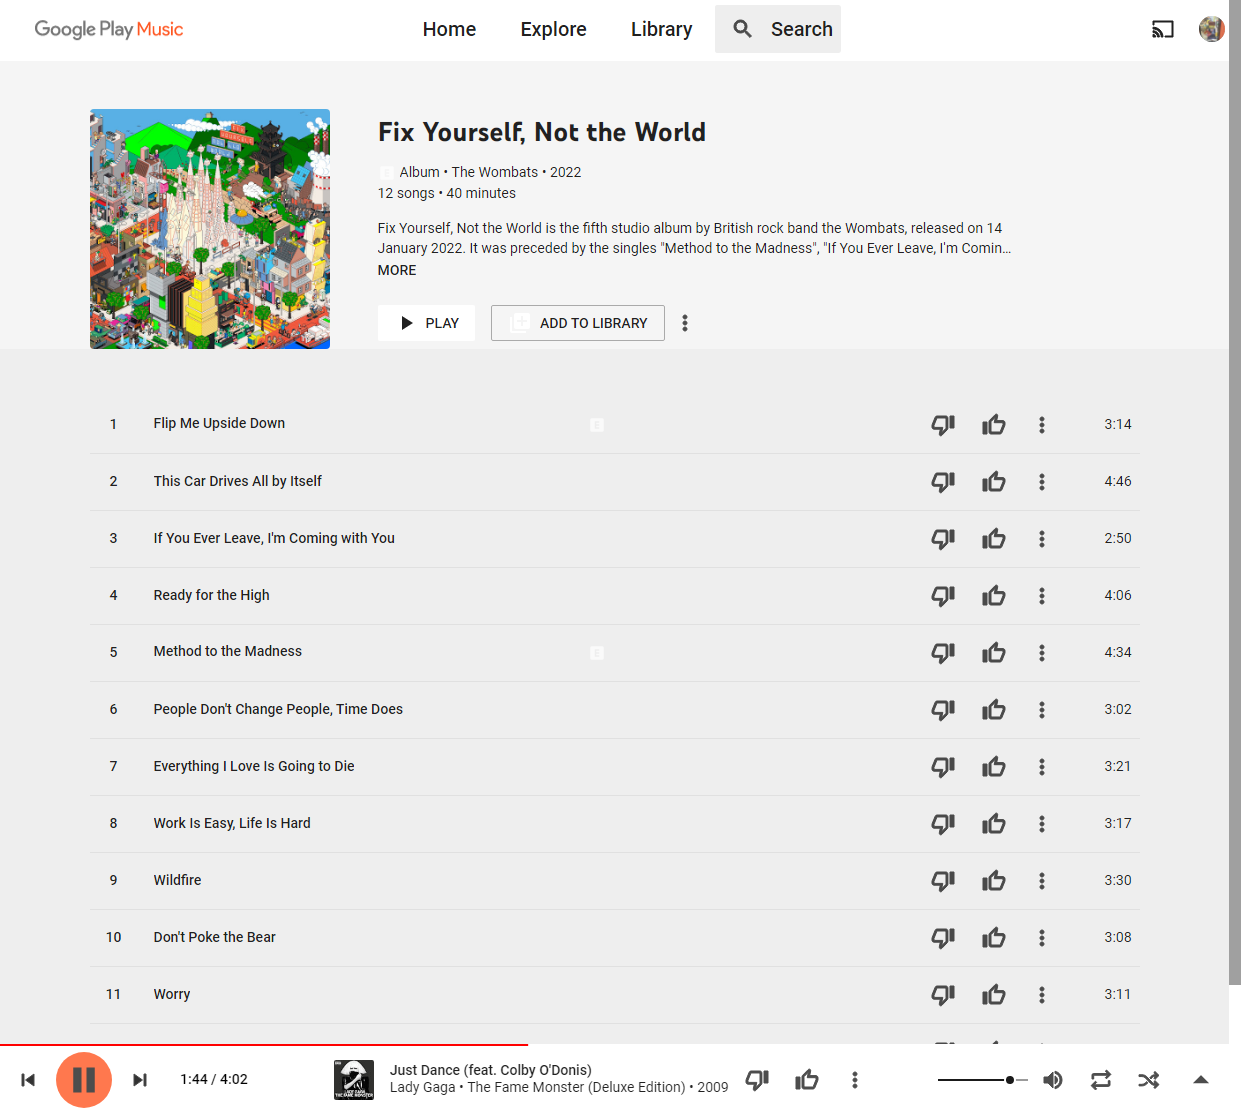 Google Play Music
Home
Explore
Library
Search
Fix Yourself, Not the World
E Album • The Wombats • 2022
12 songs • 40 minutes
Fix Yourself, Not the World is the fifth studio album by British rock band the Wombats, released on 14
January 2022. It was preceded by the singles "Method to the Madness", "If You Ever Leave, I'm Comin…
MORE
PLAY
ADD TO LIBRARY
1 Flip Me Upside Down E 3:14
2 This Car Drives All by Itself 4:46
3 If You Ever Leave, I'm Coming with You 2:50
4 Ready for the High 4:06
5 Method to the Madness E 4:34
6 People Don't Change People, Time Does 3:02
7 Everything I Love Is Going to Die 3:21
8 Work Is Easy, Life Is Hard 3:17
9 Wildfire 3:30
10 Don't Poke the Bear 3:08
11 Worry 3:11
1:44 / 4:02
Just Dance (feat. Colby O'Donis)
Lady Gaga • The Fame Monster (Deluxe Edition) • 2009